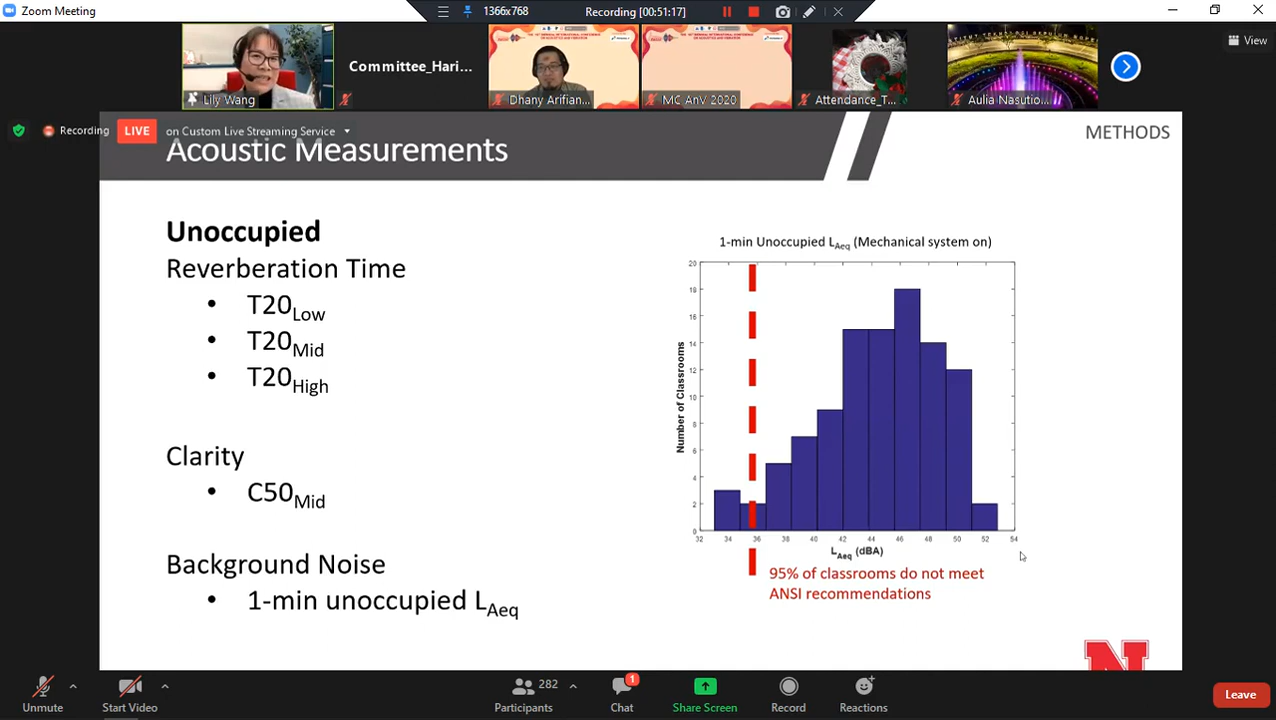 Zoom Meeting
1366x768
Recording [00:51:17]
Lily Wang
Committee_Hari...
Dhany Arifian...
MC AnV 2020
Attendance_T...
Aulia Nasutio...
View
Recording
LIVE
on Custom Live Streaming Service
METHODS
Acoustic Measurements
Unoccupied
Reverberation Time
• T20Low
• T20Mid
• T20High
Clarity
• C50Mid
Background Noise
• 1-min unoccupied LAeq
1-min Unoccupied LAeq (Mechanical system on)
Number of Classrooms
20
18
16
14
12
10
8
6
4
2
0
32 34 36 38 40 42 44 46 48 50 52 54
LAeq (dBA)
95% of classrooms do not meet
ANSI recommendations
N
Unmute
Start Video
282
Participants
1
Chat
Share Screen
Record
Reactions
Leave